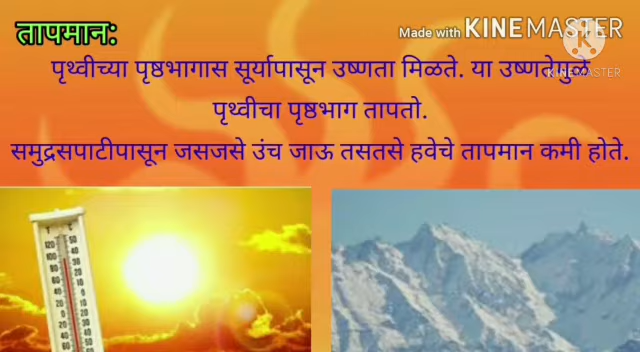 तापमान:
Made with KINEMASTER
KINEMASTER
पृथ्वीच्या पृष्ठभागास सूर्यापासून उष्णता मिळते. या उष्णतेमुळे
पृथ्वीचा पृष्ठभाग तापतो.
समुद्रसपाटीपासून जसजसे उंच जाऊ तसतसे हवेचे तापमान कमी होते.